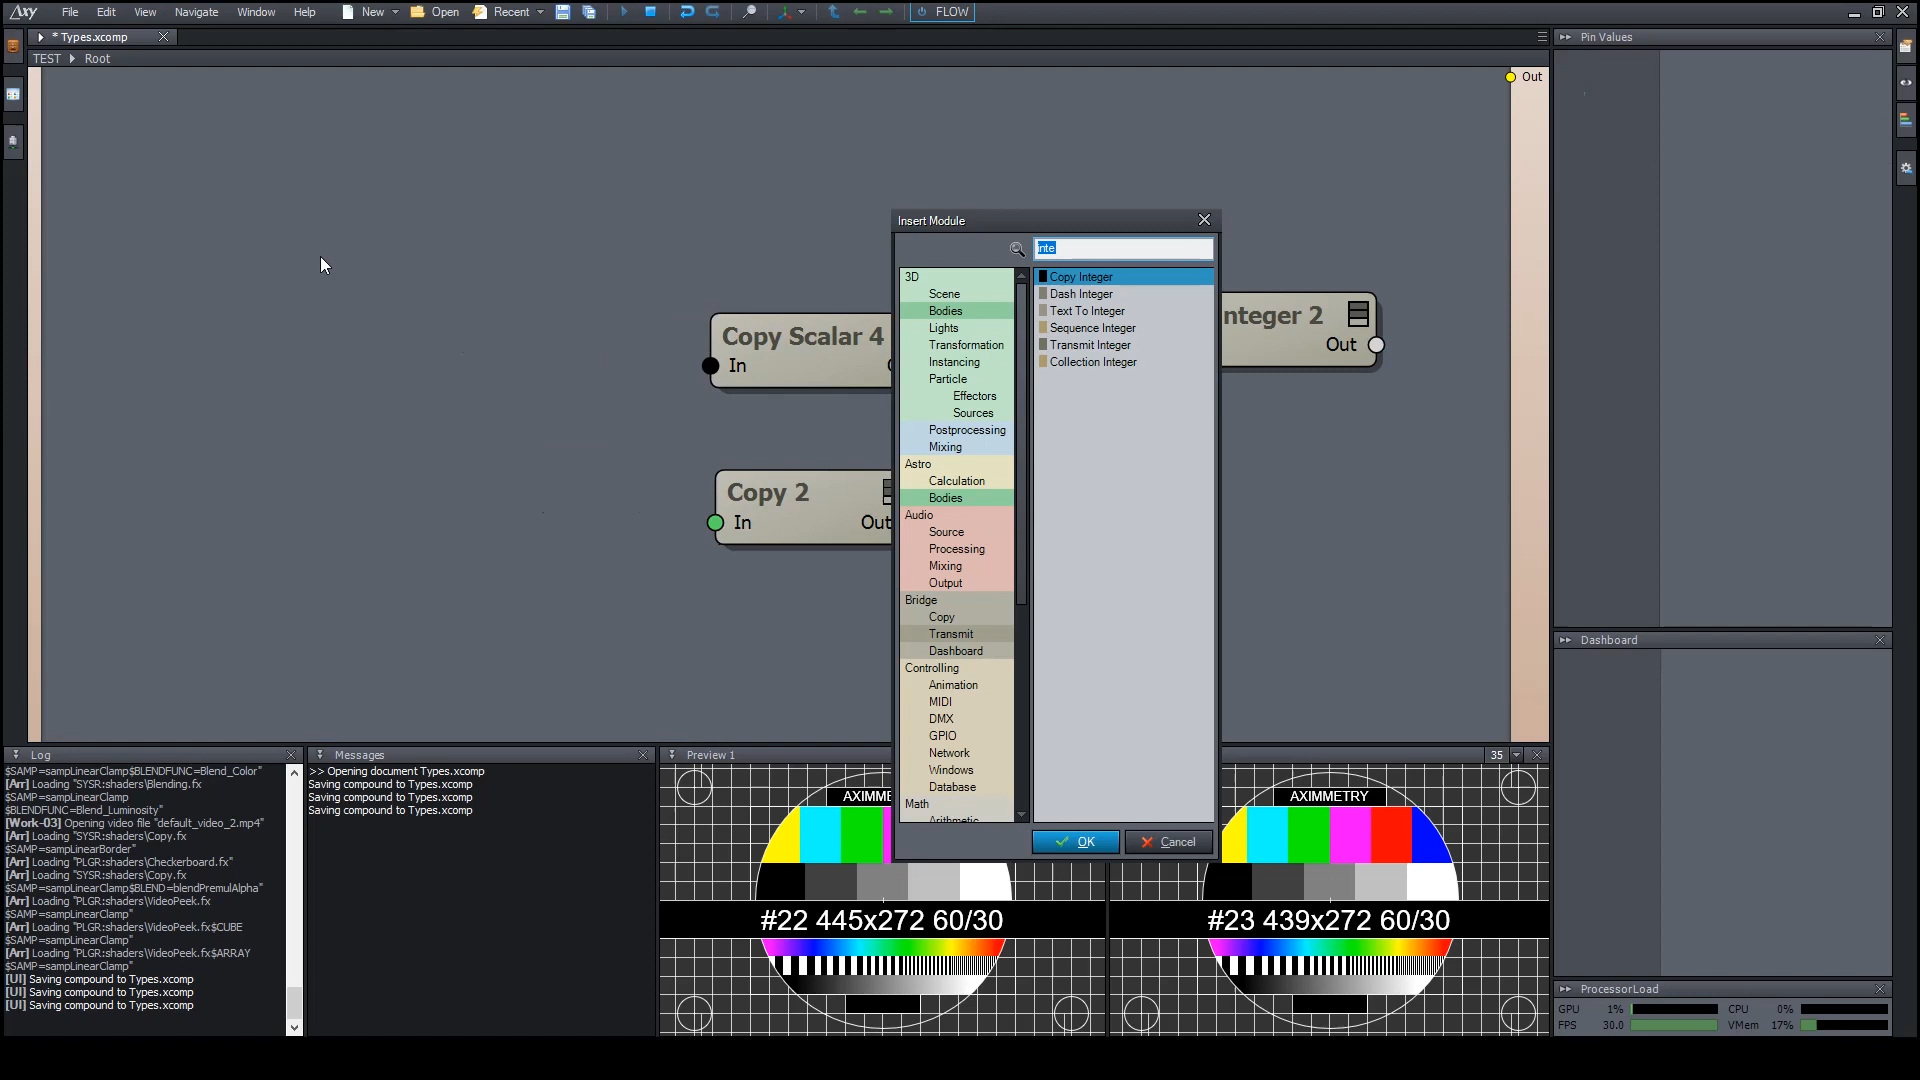 Axy File Edit View Navigate Window Help New Open Recent FLOW
* Types.xcomp
TEST Root
Out
Copy Scalar 4
In
Copy 2
In Out
nteger 2
Out
Insert Module
inte
3D
Scene
Bodies
Lights
Transformation
Instancing
Particle
Effectors
Sources
Postprocessing
Mixing
Astro
Calculation
Bodies
Audio
Source
Processing
Mixing
Output
Bridge
Copy
Transmit
Dashboard
Controlling
Animation
MIDI
DMX
GPIO
Network
Windows
Database
Math
Arithmetic
Copy Integer
Dash Integer
Text To Integer
Sequence Integer
Transmit Integer
Collection Integer
OK Cancel
Pin Values
Dashboard
Log
$SAMP=sampLinearClamp$BLENDFUNC=Blend_Color"
[Arr] Loading "SYSR:shaders\Blending.fx
$SAMP=sampLinearClamp
$BLENDFUNC=Blend_Luminosity"
[Work-03] Opening video file "default_video_2.mp4"
[Arr] Loading "SYSR:shaders\Copy.fx
$SAMP=sampLinearBorder"
[Arr] Loading "PLGR:shaders\Checkerboard.fx"
[Arr] Loading "SYSR:shaders\Copy.fx
$SAMP=sampLinearClamp$BLEND=blendPremulAlpha"
[Arr] Loading "PLGR:shaders\VideoPeek.fx
$SAMP=sampLinearClamp"
[Arr] Loading "PLGR:shaders\VideoPeek.fx$CUBE
$SAMP=sampLinearClamp"
[Arr] Loading "PLGR:shaders\VideoPeek.fx$ARRAY
$SAMP=sampLinearClamp"
[UI] Saving compound to Types.xcomp
[UI] Saving compound to Types.xcomp
[UI] Saving compound to Types.xcomp
Messages
>> Opening document Types.xcomp
Saving compound to Types.xcomp
Saving compound to Types.xcomp
Saving compound to Types.xcomp
Preview 1
AXIMME
#22 445x272 60/30
35
AXIMMETRY
#23 439x272 60/30
ProcessorLoad
GPU 1% CPU 0%
FPS 30.0 VMem 17%